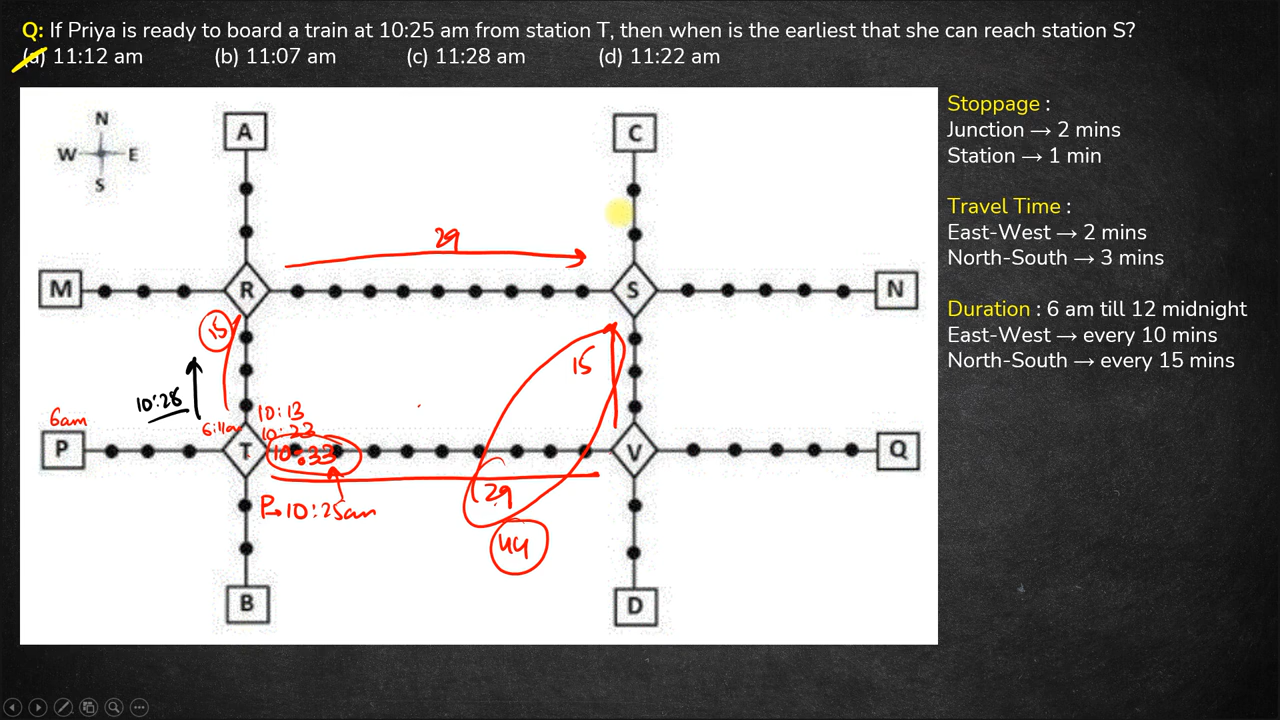 Q: If Priya is ready to board a train at 10:25 am from station T, then when is the earliest that she can reach station S?
(a) 11:12 am (b) 11:07 am (c) 11:28 am (d) 11:22 am
Stoppage :
Junction → 2 mins
Station → 1 min
Travel Time :
East-West → 2 mins
North-South → 3 mins
Duration : 6 am till 12 midnight
East-West → every 10 mins
North-South → every 15 mins
N
W E
S
A C
29
M R S N
15 15
10:28
6am 10:13
10:23
P T 10:33 V Q
P→10:25am 29
44
B D